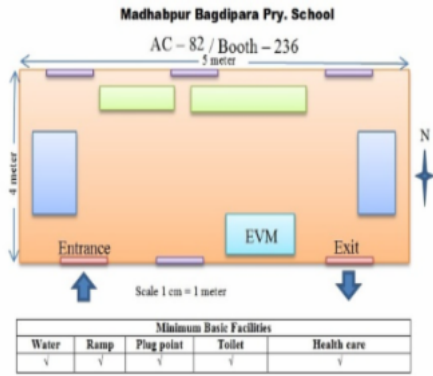 Madhabpur Bagdipara Pry. School
AC – 82 / Booth – 236
5 meter
4 meter
N
EVM
Entrance
Exit
Scale 1 cm = 1 meter
Minimum Basic Facilities
Water Ramp Plug point Toilet Health care
√ √ √ √ √